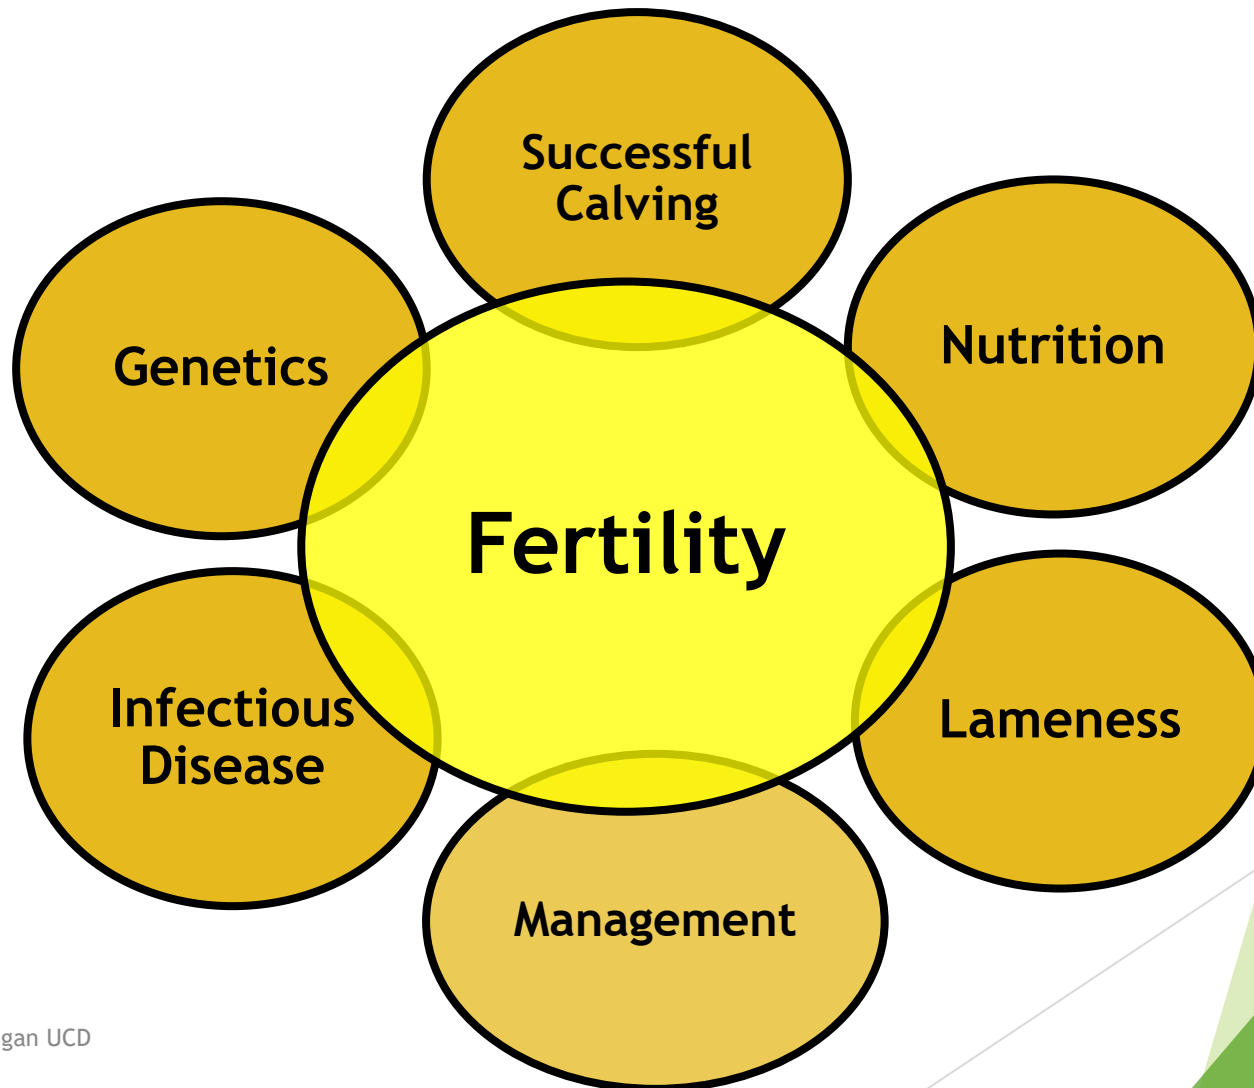 Successful
Calving
Nutrition
Genetics
Fertility
Infectious
Disease
Lameness
Management
gan UCD